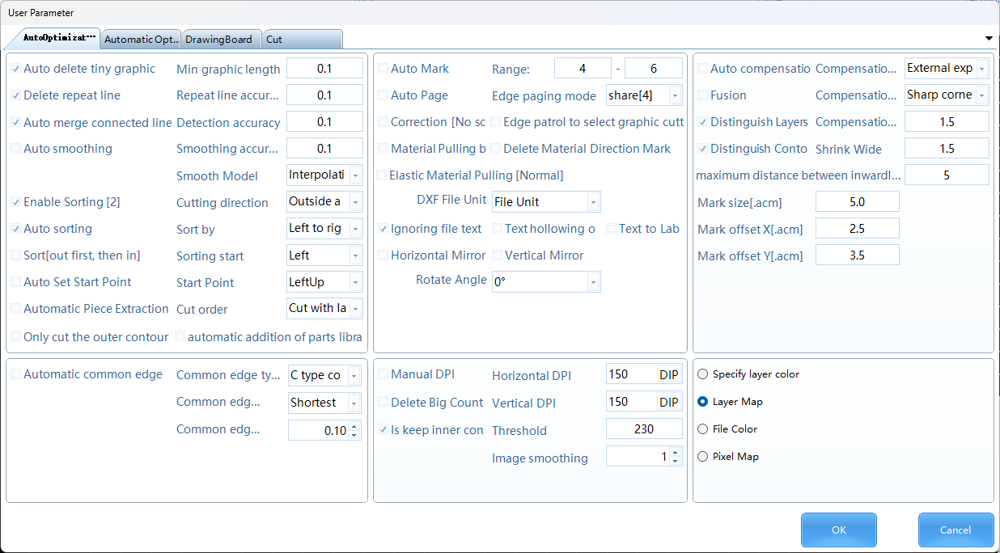 User Parameter
AutoOptimizat··· Automatic Opt... DrawingBoard Cut
Auto delete tiny graphic Min graphic length 0.1
Delete repeat line Repeat line accur... 0.1
Auto merge connected line Detection accuracy 0.1
Auto smoothing Smoothing accur... 0.1
Smooth Model Interpolati
Enable Sorting [2] Cutting direction Outside a
Auto sorting Sort by Left to rig
Sort[out first, then in] Sorting start Left
Auto Set Start Point Start Point LeftUp
Automatic Piece Extraction Cut order Cut with la
Only cut the outer contour automatic addition of parts libra
Auto Mark Range: 4 - 6
Auto Page Edge paging mode share[4]
Correction [No sc Edge patrol to select graphic cutt
Material Pulling b Delete Material Direction Mark
Elastic Material Pulling [Normal]
DXF File Unit File Unit
Ignoring file text Text hollowing o Text to Lab
Horizontal Mirror Vertical Mirror
Rotate Angle 0°
Auto compensatio Compensatio... External exp
Fusion Compensatio... Sharp corne
Distinguish Layers Compensatio... 1.5
Distinguish Conto Shrink Wide 1.5
maximum distance between inwardl... 5
Mark size[.acm] 5.0
Mark offset X[.acm] 2.5
Mark offset Y[.acm] 3.5
Automatic common edge Common edge ty... C type co
Common edg... Shortest
Common edg... 0.10
Manual DPI Horizontal DPI 150 DIP
Delete Big Count Vertical DPI 150 DIP
Is keep inner con Threshold 230
Image smoothing 1
Specify layer color
Layer Map
File Color
Pixel Map
OK Cancel